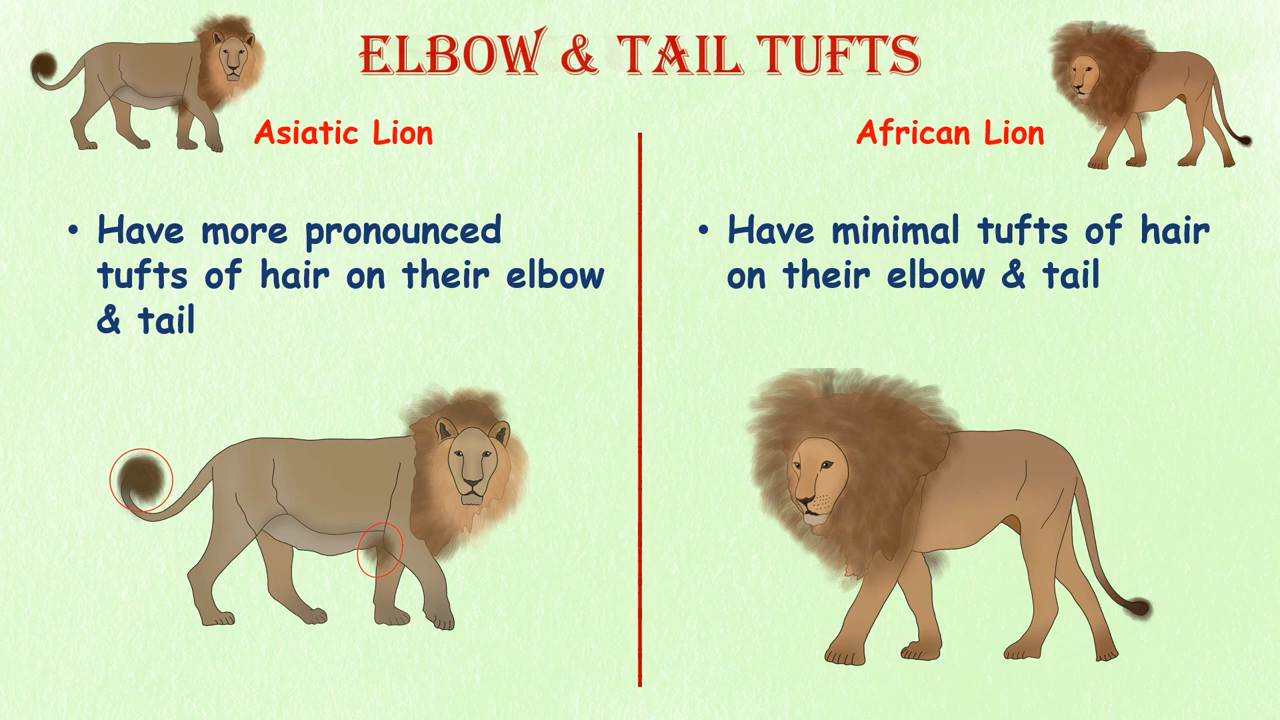 ELBOW & TAIL TUFTS
Asiatic Lion
• Have more pronounced
tufts of hair on their elbow
& tail
African Lion
• Have minimal tufts of hair
on their elbow & tail